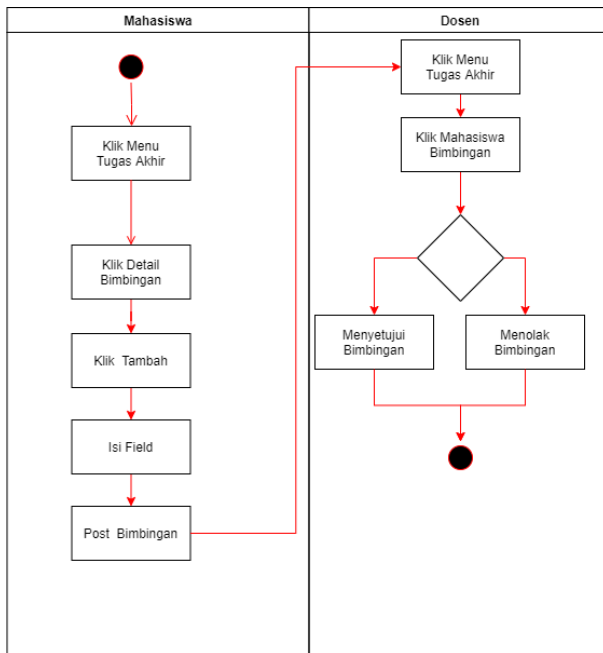 Mahasiswa
Klik Menu
Tugas Akhir
Klik Detail
Bimbingan
Klik Tambah
Isi Field
Post Bimbingan
Dosen
Klik Menu
Tugas Akhir
Klik Mahasiswa
Bimbingan
Menyetujui
Bimbingan
Menolak
Bimbingan